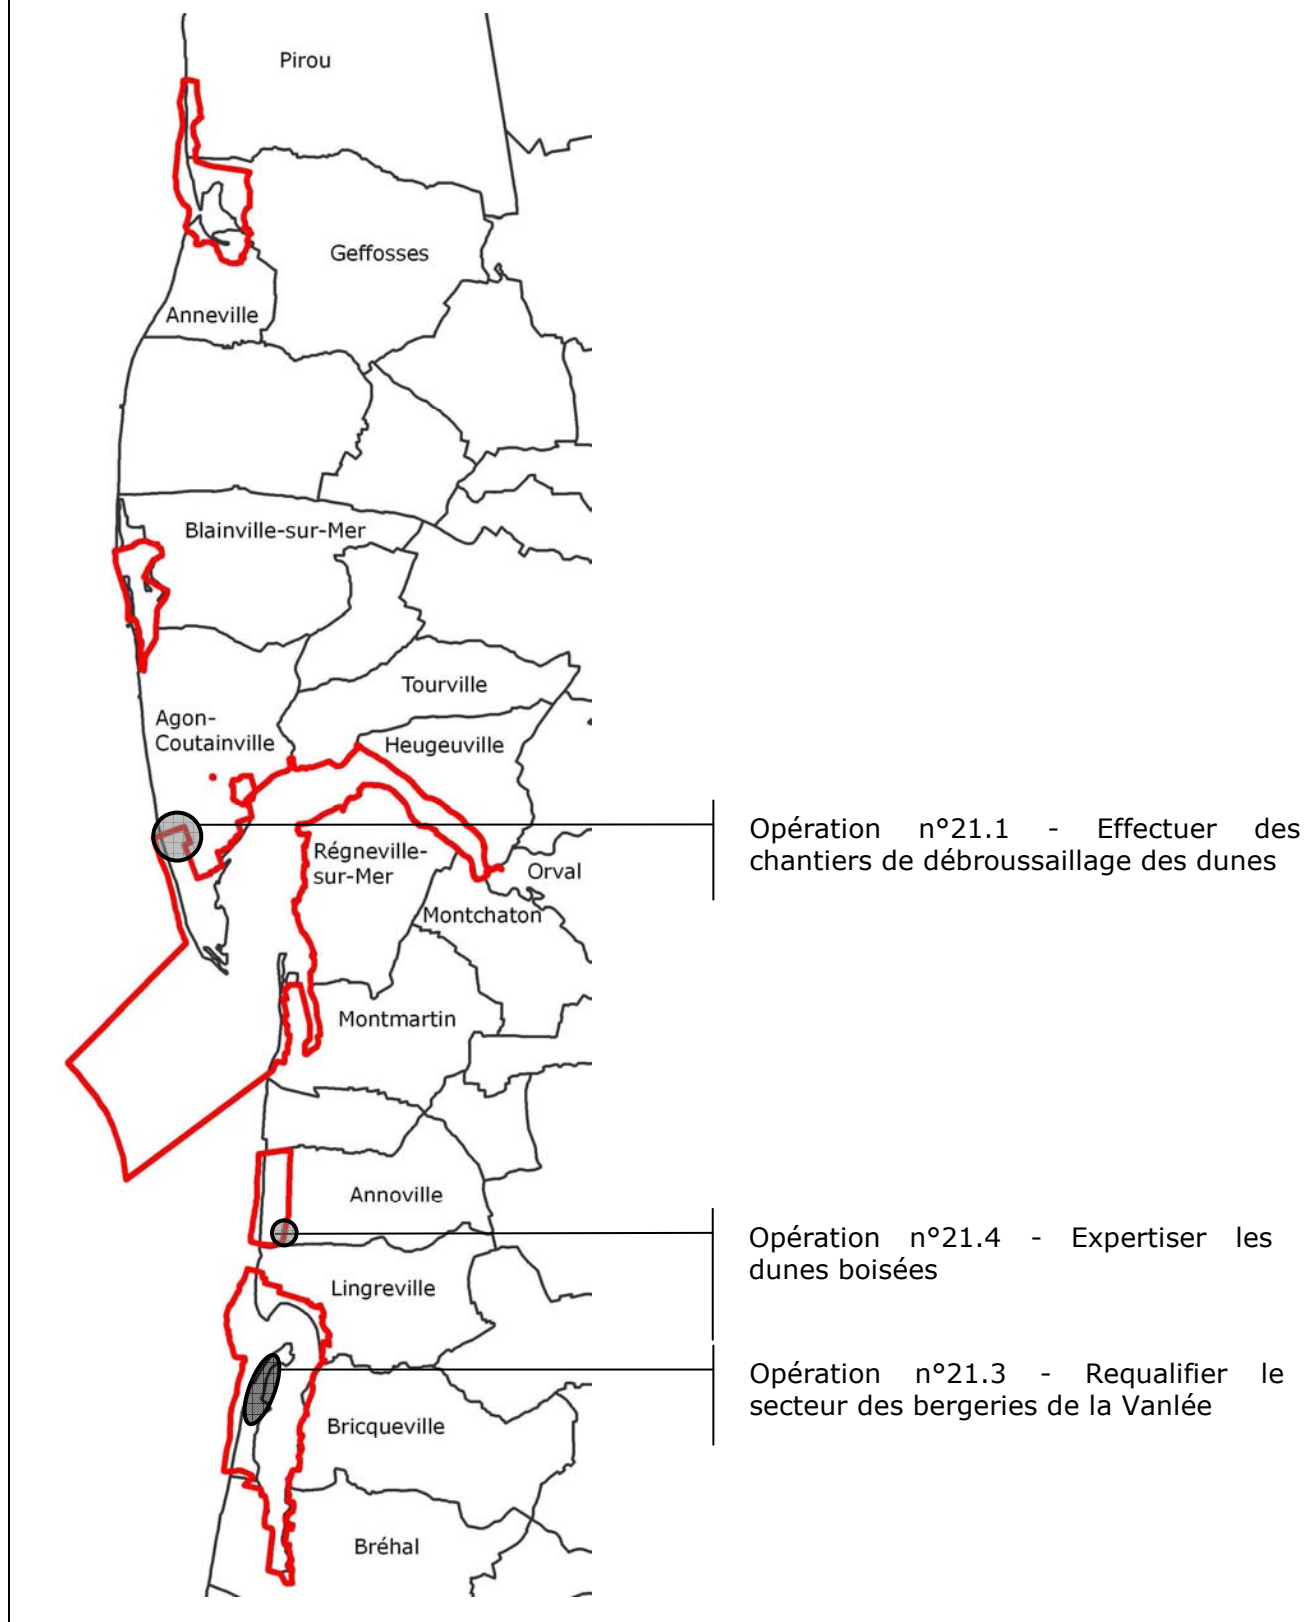 Pirou
Geffosses
Anneville
Blainville-sur-Mer
Tourville
Agon-
Coutainville
Heugeuville
Opération n°21.1 - Effectuer des
chantiers de débroussaillage des dunes
Régneville-
sur-Mer
Orval
Montchaton
Montmartin
Annoville
Opération n°21.4 - Expertiser les
dunes boisées
Lingreville
Opération n°21.3 - Requalifier le
secteur des bergeries de la Vanlée
Bricqueville
Bréhal